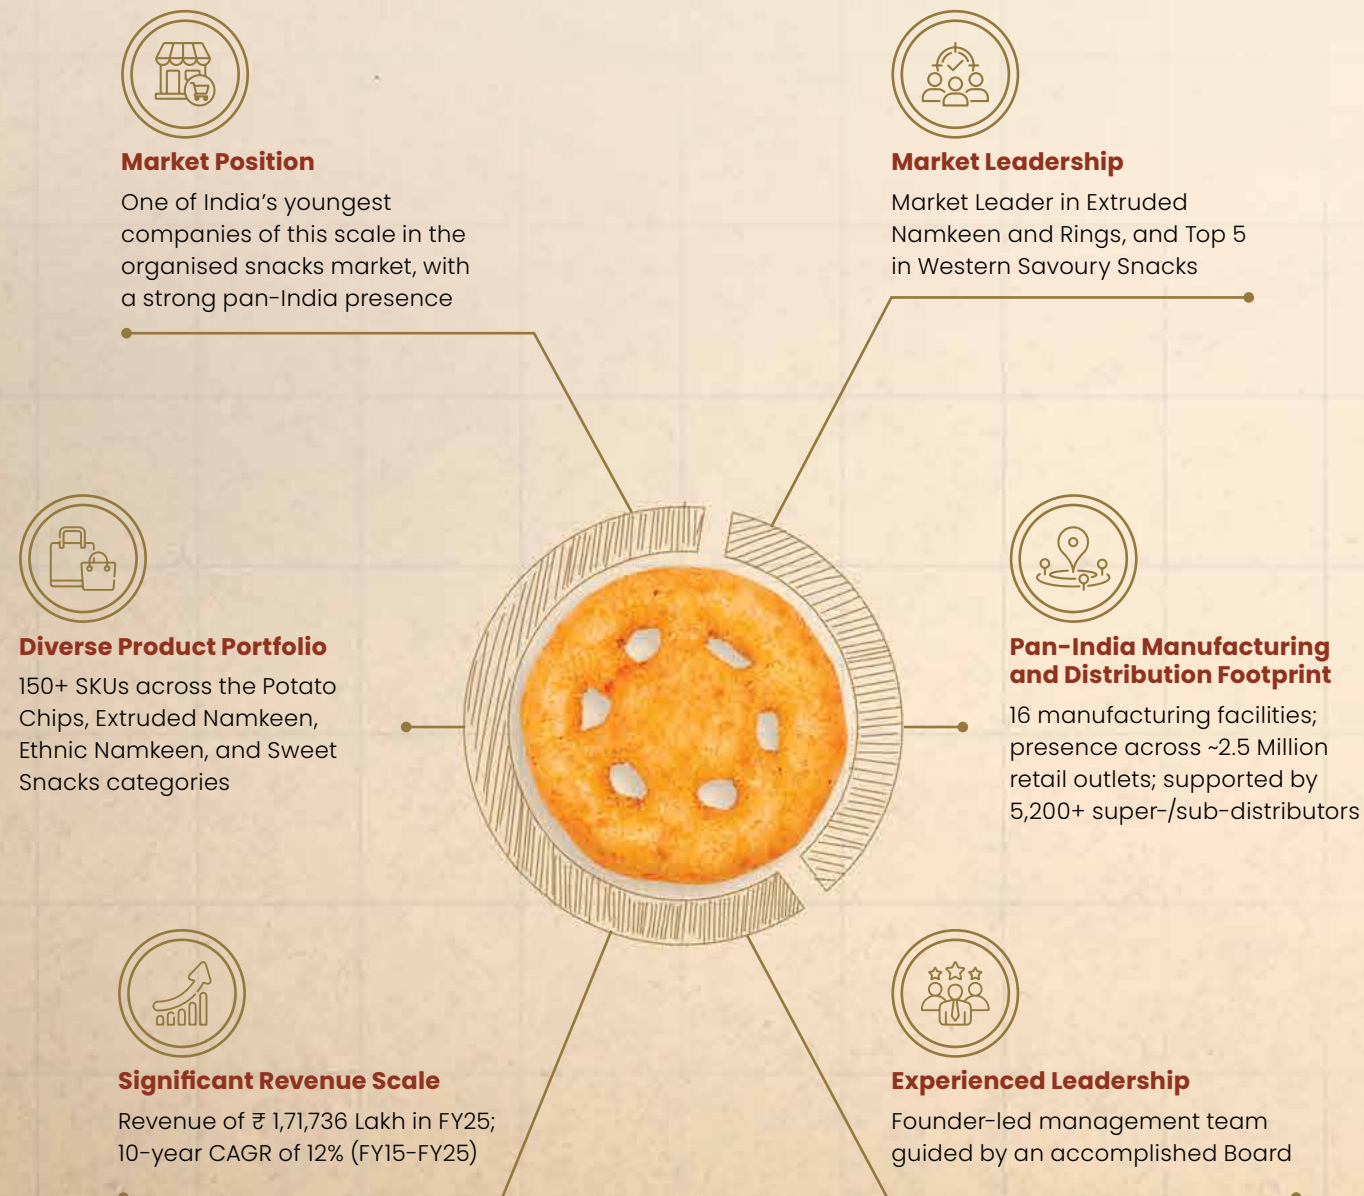 Market Position
One of India's youngest
companies of this scale in the
organised snacks market, with
a strong pan-India presence
Market Leadership
Market Leader in Extruded
Namkeen and Rings, and Top 5
in Western Savoury Snacks
Diverse Product Portfolio
150+ SKUs across the Potato
Chips, Extruded Namkeen,
Ethnic Namkeen, and Sweet
Snacks categories
Pan-India Manufacturing
and Distribution Footprint
16 manufacturing facilities;
presence across ~2.5 Million
retail outlets; supported by
5,200+ super-/sub-distributors
Significant Revenue Scale
Revenue of ₹ 1,71,736 Lakh in FY25;
10-year CAGR of 12% (FY15-FY25)
Experienced Leadership
Founder-led management team
guided by an accomplished Board